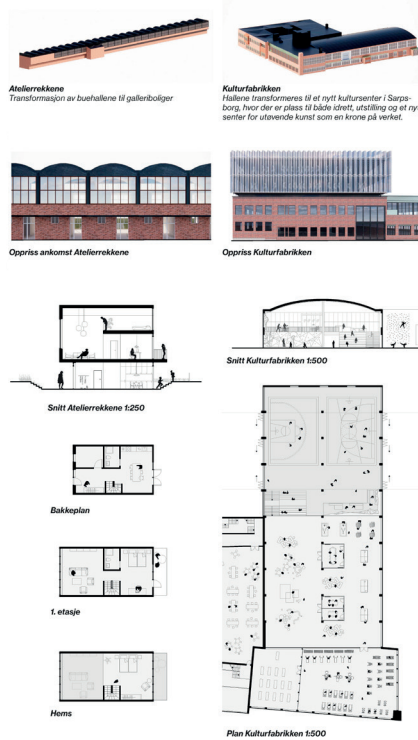 Atelierrekkene
Transformasjon av buehallene til galleriboliger
Kulturfabrikken
Hallene transformeres til et nytt kultursenter i Sarps-
borg, hvor der er plass til både idrett, utstilling og et nytt
senter for utøvende kunst som en krone på verket.
Oppriss ankomst Atelierrekkene
Oppriss Kulturfabrikken
Snitt Kulturfabrikken 1:500
Snitt Atelierrekkene 1:250
Bakkeplan
1. etasje
Hems
Plan Kulturfabrikken 1:500